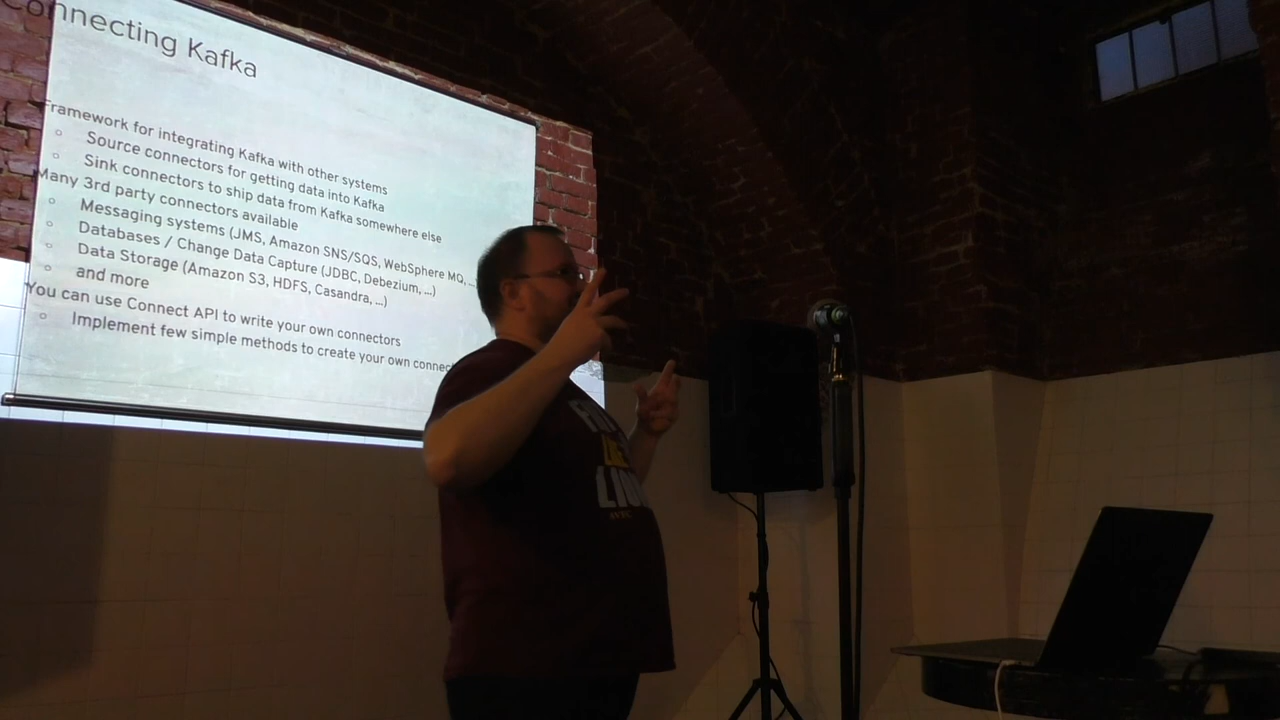 Connecting Kafka
Framework for integrating Kafka with other systems
Source connectors for getting data into Kafka
Sink connectors to ship data from Kafka somewhere else
Many 3rd party connectors available
Messaging systems (JMS, Amazon SNS/SQS, WebSphere MQ, ...
Databases / Change Data Capture (JDBC, Debezium, ...)
Data Storage (Amazon S3, HDFS, Casandra, ...)
and more
You can use Connect API to write your own connectors
Implement few simple methods to create your own connec